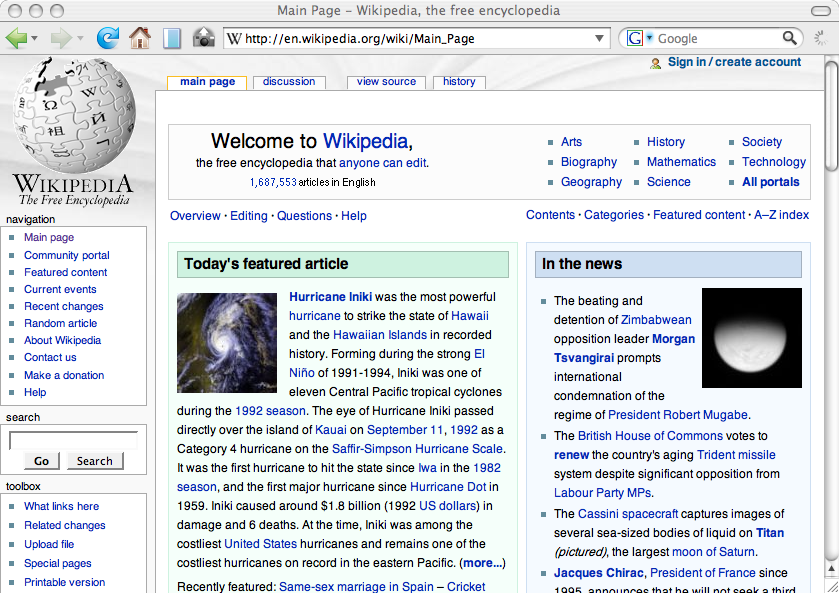 Main Page – Wikipedia, the free encyclopedia
http://en.wikipedia.org/wiki/Main_Page
Google
Sign in / create account
main page
discussion
view source
history
Ω
W
И
祖
WIKIPEDIA
The Free Encyclopedia
navigation
Main page
Community portal
Featured content
Current events
Recent changes
Random article
About Wikipedia
Contact us
Make a donation
Help
search
Go
Search
toolbox
What links here
Related changes
Upload file
Special pages
Printable version
Welcome to Wikipedia,
the free encyclopedia that anyone can edit.
1,687,553 articles in English
Arts
History
Society
Biography
Mathematics
Technology
Geography
Science
All portals
Overview · Editing · Questions · Help
Contents · Categories · Featured content · A–Z index
Today's featured article
Hurricane Iniki was the most powerful
hurricane to strike the state of Hawaii
and the Hawaiian Islands in recorded
history. Forming during the strong El
Niño of 1991-1994, Iniki was one of
eleven Central Pacific tropical cyclones
during the 1992 season. The eye of Hurricane Iniki passed
directly over the island of Kauai on September 11, 1992 as a
Category 4 hurricane on the Saffir-Simpson Hurricane Scale.
It was the first hurricane to hit the state since Iwa in the 1982
season, and the first major hurricane since Hurricane Dot in
1959. Iniki caused around $1.8 billion (1992 US dollars) in
damage and 6 deaths. At the time, Iniki was among the
costliest United States hurricanes and remains one of the
costliest hurricanes on record in the eastern Pacific. (more...)
Recently featured: Same-sex marriage in Spain – Cricket
In the news
The beating and
detention of Zimbabwean
opposition leader Morgan
Tsvangirai prompts
international
condemnation of the
regime of President Robert Mugabe.
The British House of Commons votes to
renew the country's aging Trident missile
system despite significant opposition from
Labour Party MPs.
The Cassini spacecraft captures images of
several sea-sized bodies of liquid on Titan
(pictured), the largest moon of Saturn.
Jacques Chirac, President of France since
1995, announces that he will not seek a third